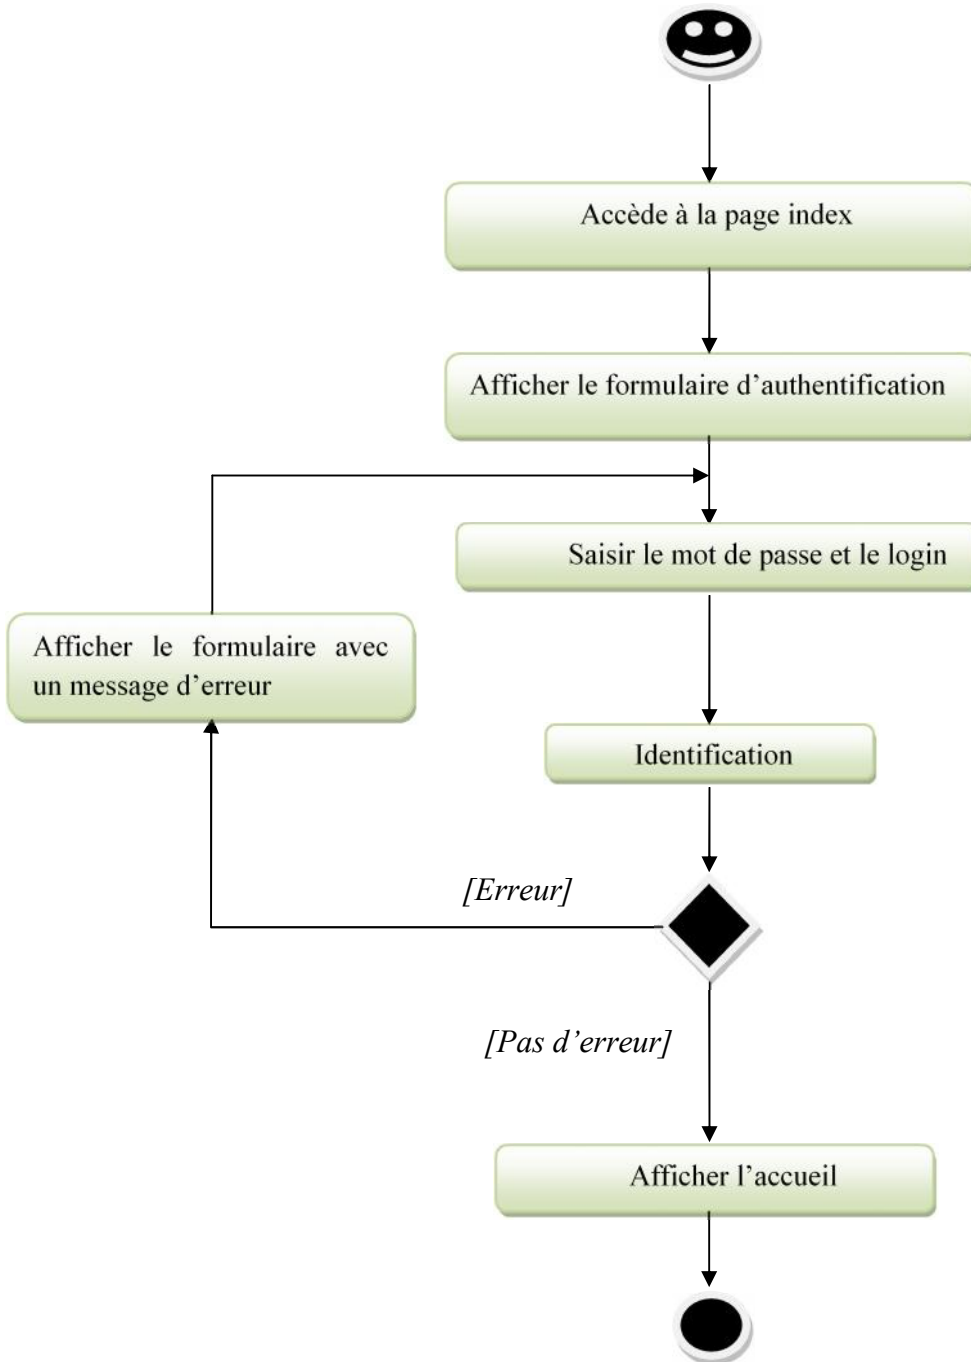 Accède à la page index
Afficher le formulaire d’authentification
Saisir le mot de passe et le login
Afficher le formulaire avec
un message d’erreur
Identification
[Erreur]
[Pas d’erreur]
Afficher l’accueil